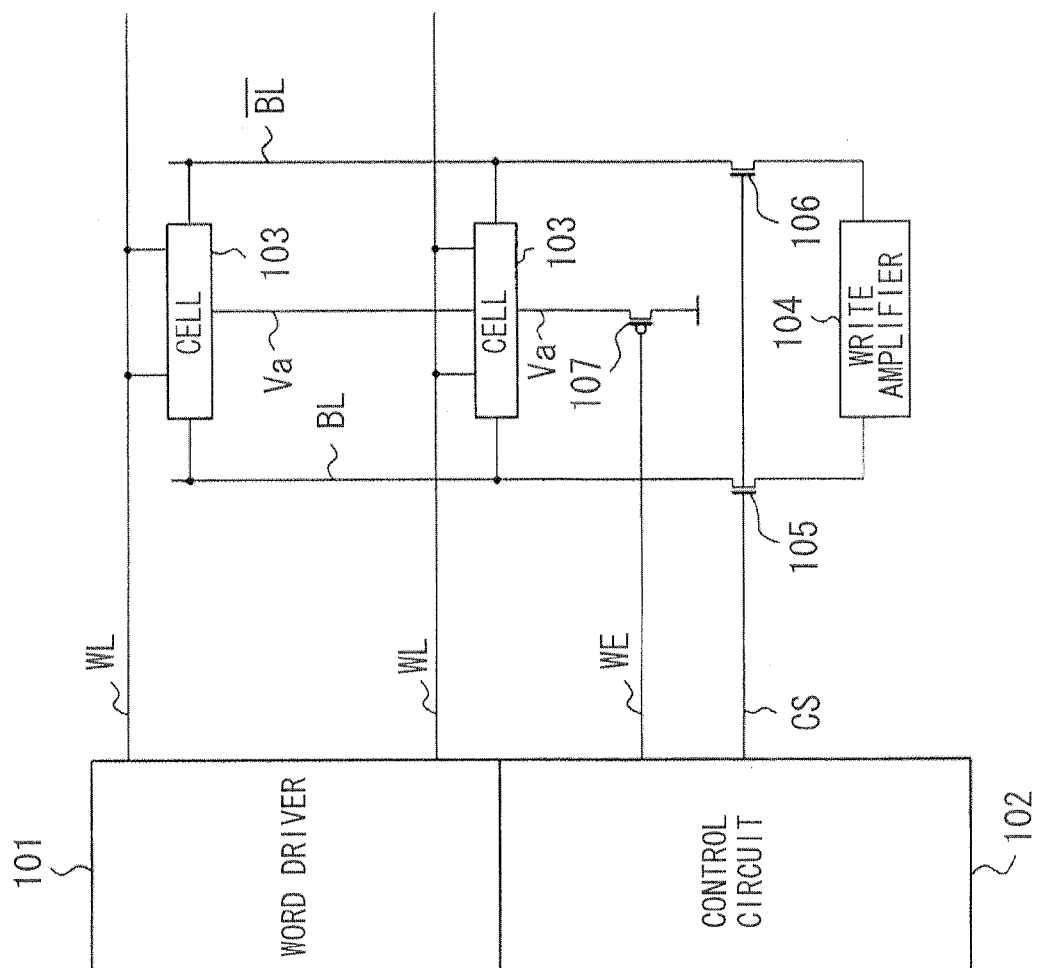 101
WORD DRIVER
CONTROL
CIRCUIT
102
WL
WL
WE
CS
BL
BL
CELL
103
CELL
103
Va
Va
107
105
106
104
WRITE
AMPLIFIER